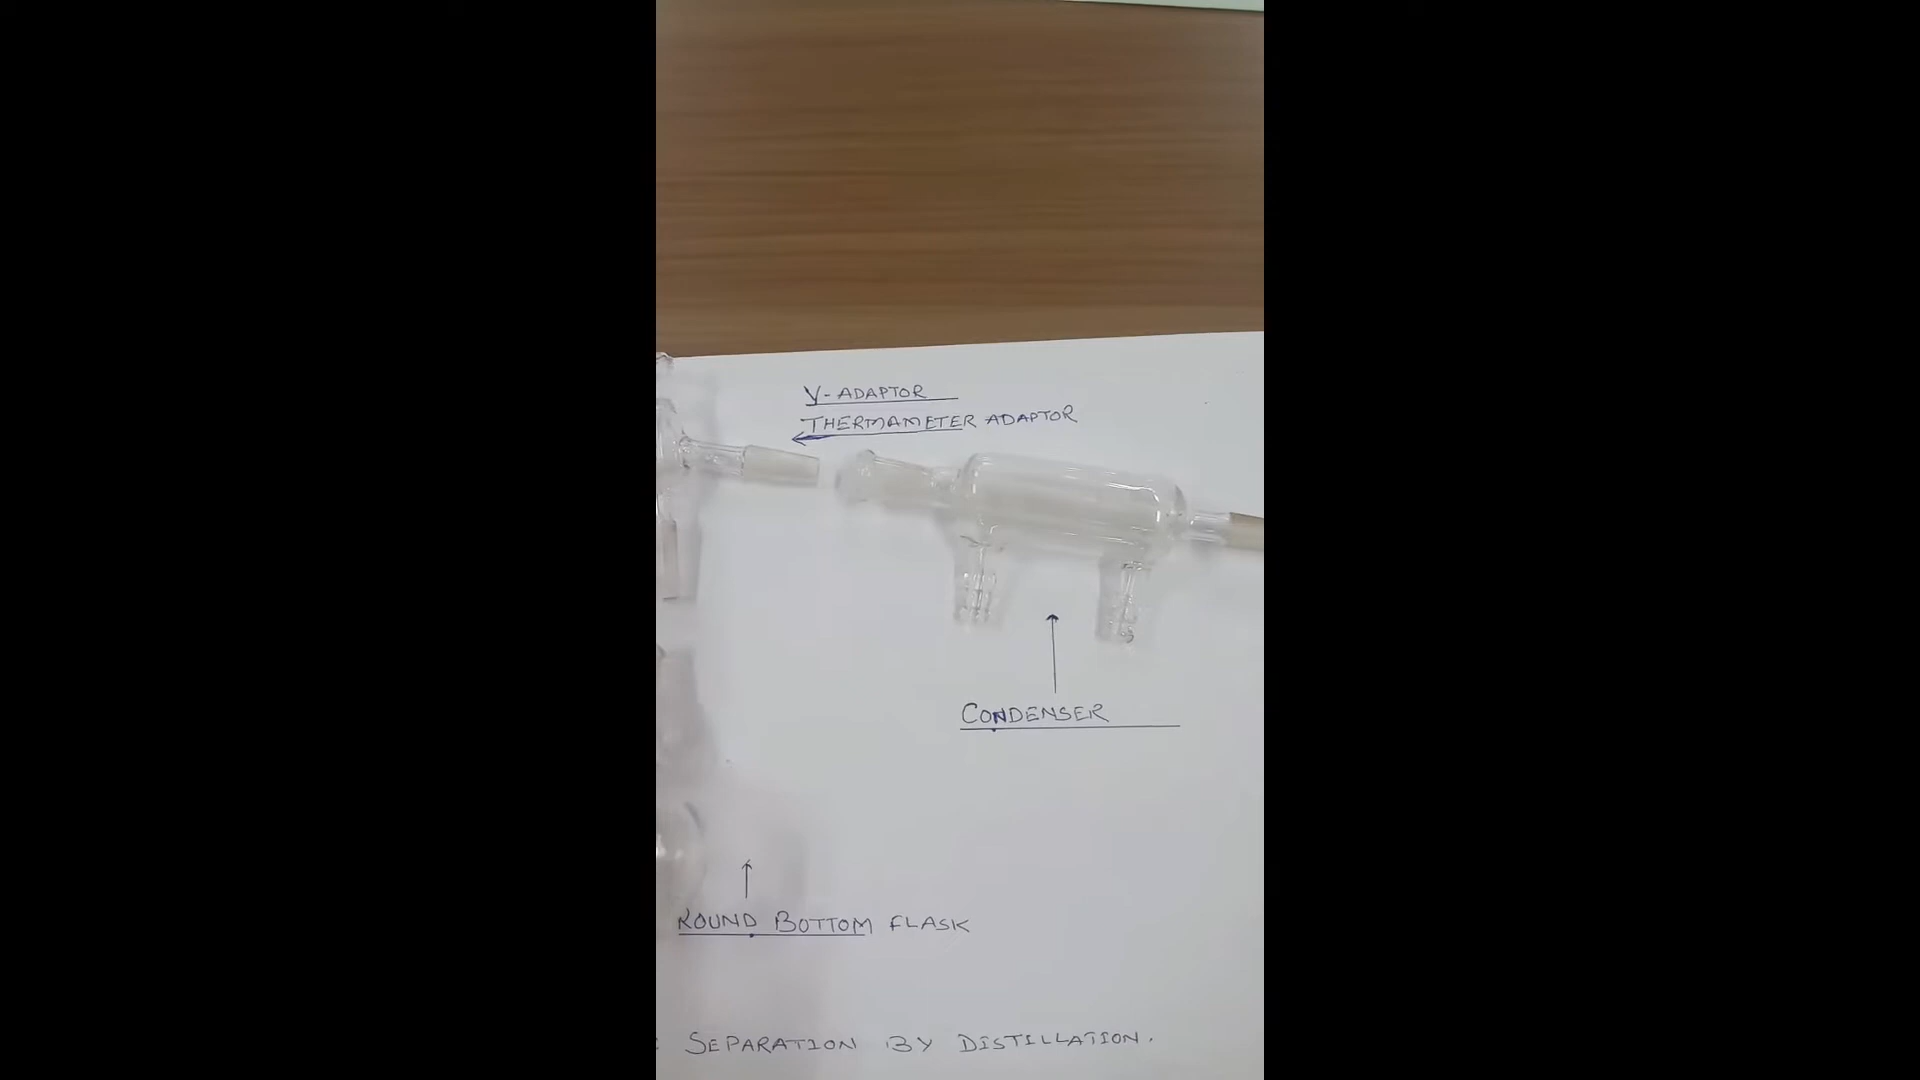 Y-ADAPTOR
THERMAMETER ADAPTOR
CONDENSER
ROUND BOTTOM FLASK
SEPARATION BY DISTILLATION.